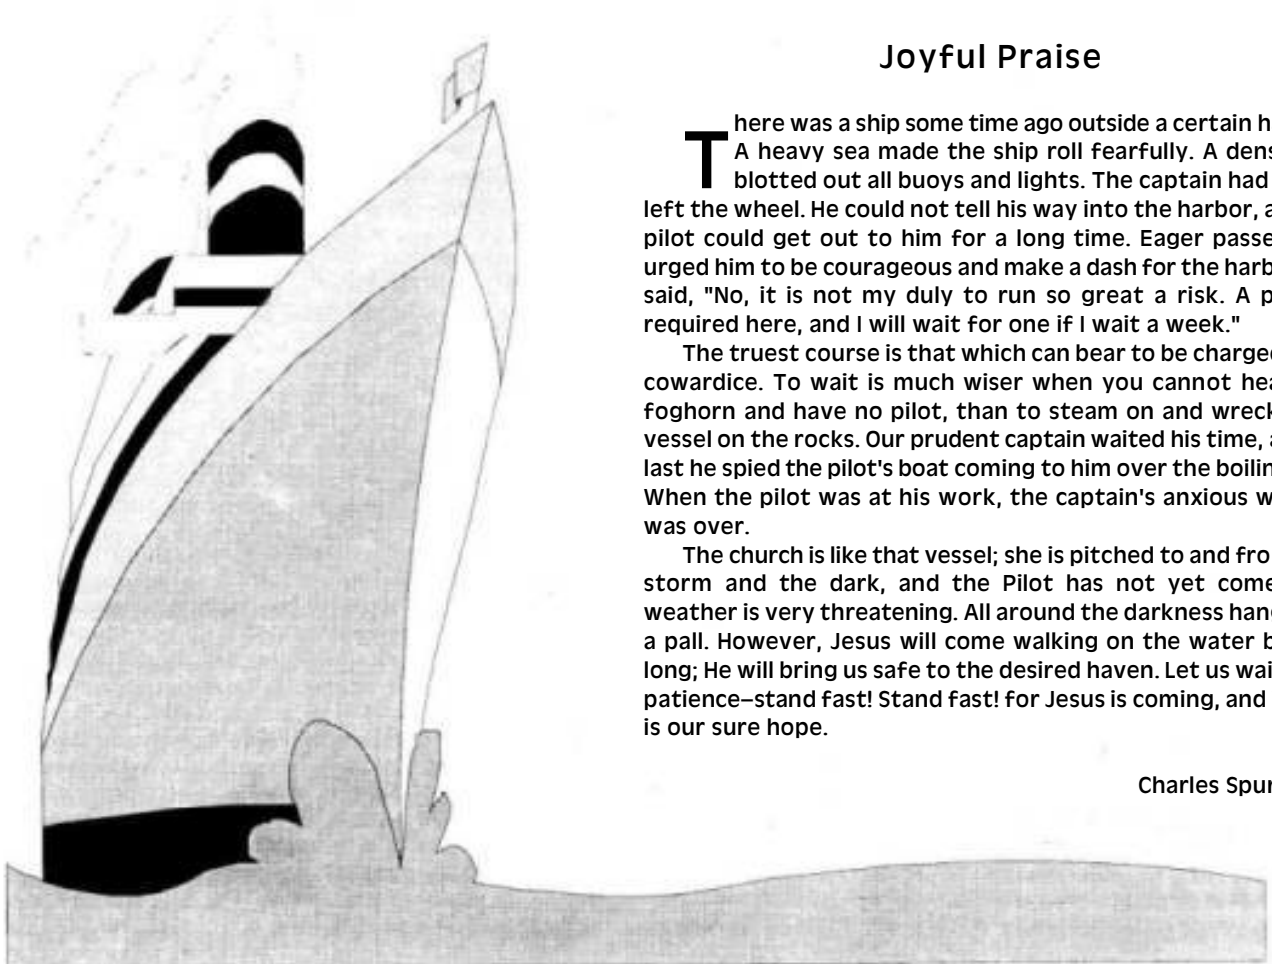 Joyful Praise
There was a ship some time ago outside a certain h
A heavy sea made the ship roll fearfully. A dens
blotted out all buoys and lights. The captain had
left the wheel. He could not tell his way into the harbor, a
pilot could get out to him for a long time. Eager passe
urged him to be courageous and make a dash for the harb
said, "No, it is not my duly to run so great a risk. A p
required here, and I will wait for one if I wait a week."
The truest course is that which can bear to be charged
cowardice. To wait is much wiser when you cannot hea
foghorn and have no pilot, than to steam on and wreck
vessel on the rocks. Our prudent captain waited his time, a
last he spied the pilot's boat coming to him over the boilin
When the pilot was at his work, the captain's anxious w
was over.
The church is like that vessel; she is pitched to and fro
storm and the dark, and the Pilot has not yet come
weather is very threatening. All around the darkness hang
a pall. However, Jesus will come walking on the water b
long; He will bring us safe to the desired haven. Let us wai
patience–stand fast! Stand fast! for Jesus is coming, and
is our sure hope.
Charles Spur